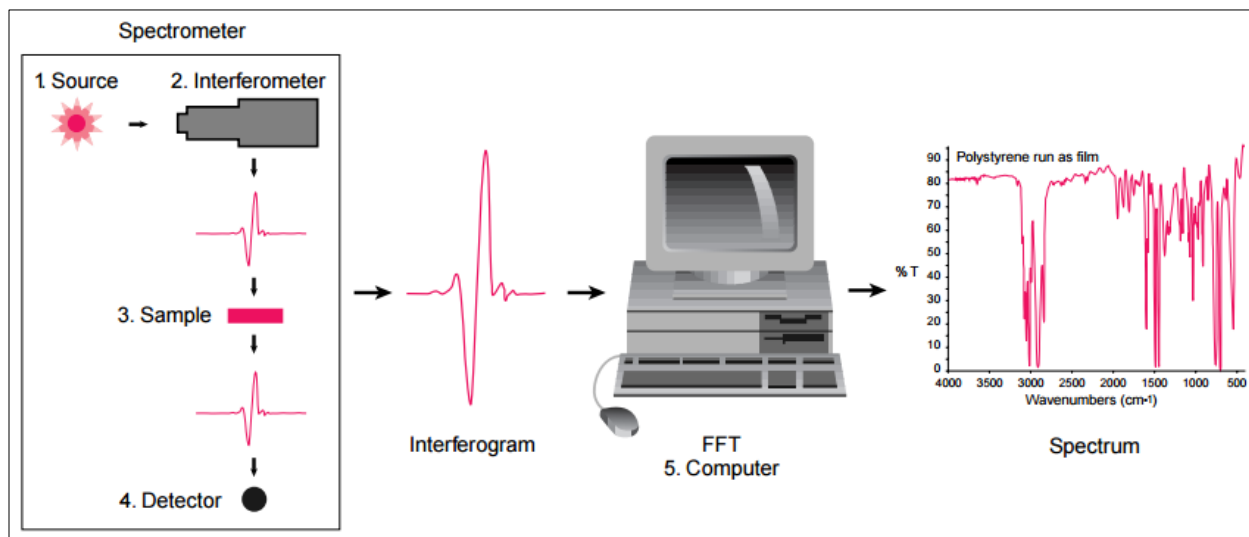 Spectrometer
1. Source
2. Interferometer
3. Sample
4. Detector
Interferogram
FFT
5. Computer
Polystyrene run as film
90
80
70
60
50
% T
40
30
20
10
0
4000 3500 3000 2500 2000 1500 1000 500
Wavenumbers (cm-1)
Spectrum